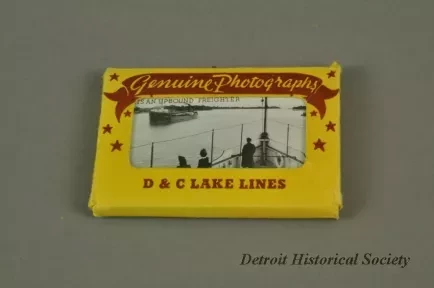 Genuine Photographs
AN UPBOUND FREIGHTER
D & C LAKE LINES
Detroit Historical Society